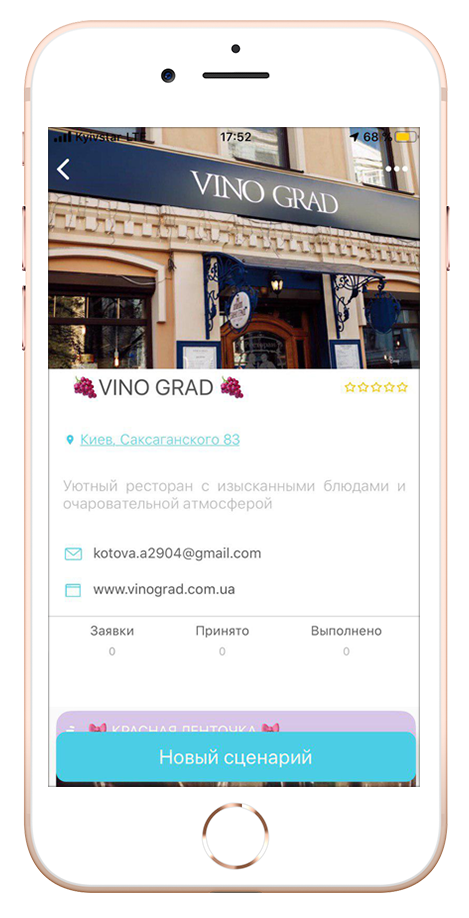 Kyivstar LTE 17:52 68 %
VINO GRAD
🍇VINO GRAD 🍇
Киев, Саксаганского 83
Уютный ресторан с изысканными блюдами и
очаровательной атмосферой
kotova.a2904@gmail.com
www.vinograd.com.ua
Заявки Принято Выполнено
0 0 0
🎀 КРАСНАЯ ЛЕНТОЧКА 🎀
Новый сценарий